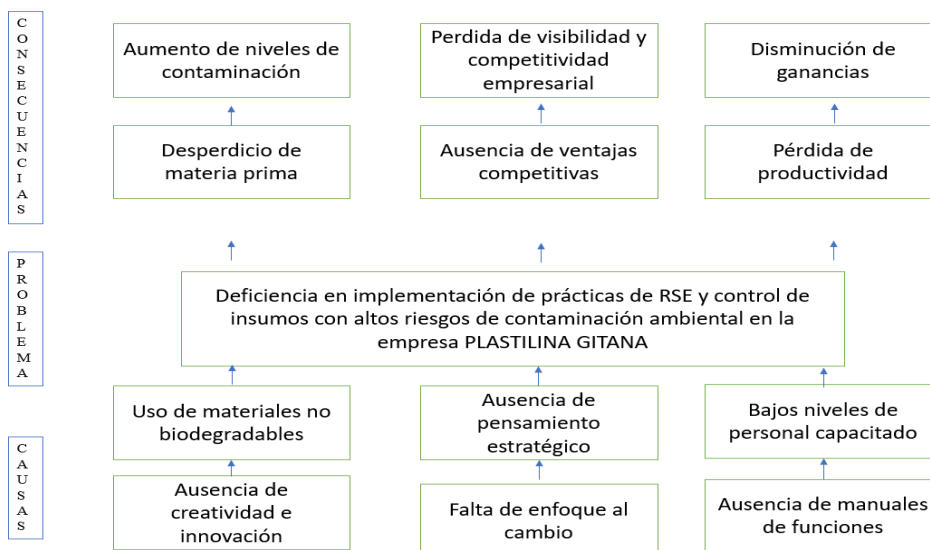 CONSECUENCIAS
Aumento de niveles de
contaminación
Perdida de visibilidad y
competitividad
empresarial
Disminución de
ganancias
Desperdicio de
materia prima
Ausencia de ventajas
competitivas
Pérdida de
productividad
PROBLEMA
Deficiencia en implementación de prácticas de RSE y control de
insumos con altos riesgos de contaminación ambiental en la
empresa PLASTILINA GITANA
Uso de materiales no
biodegradables
Ausencia de
pensamiento
estratégico
Bajos niveles de
personal capacitado
CAUSAS
Ausencia de
creatividad e
innovación
Falta de enfoque al
cambio
Ausencia de manuales
de funciones